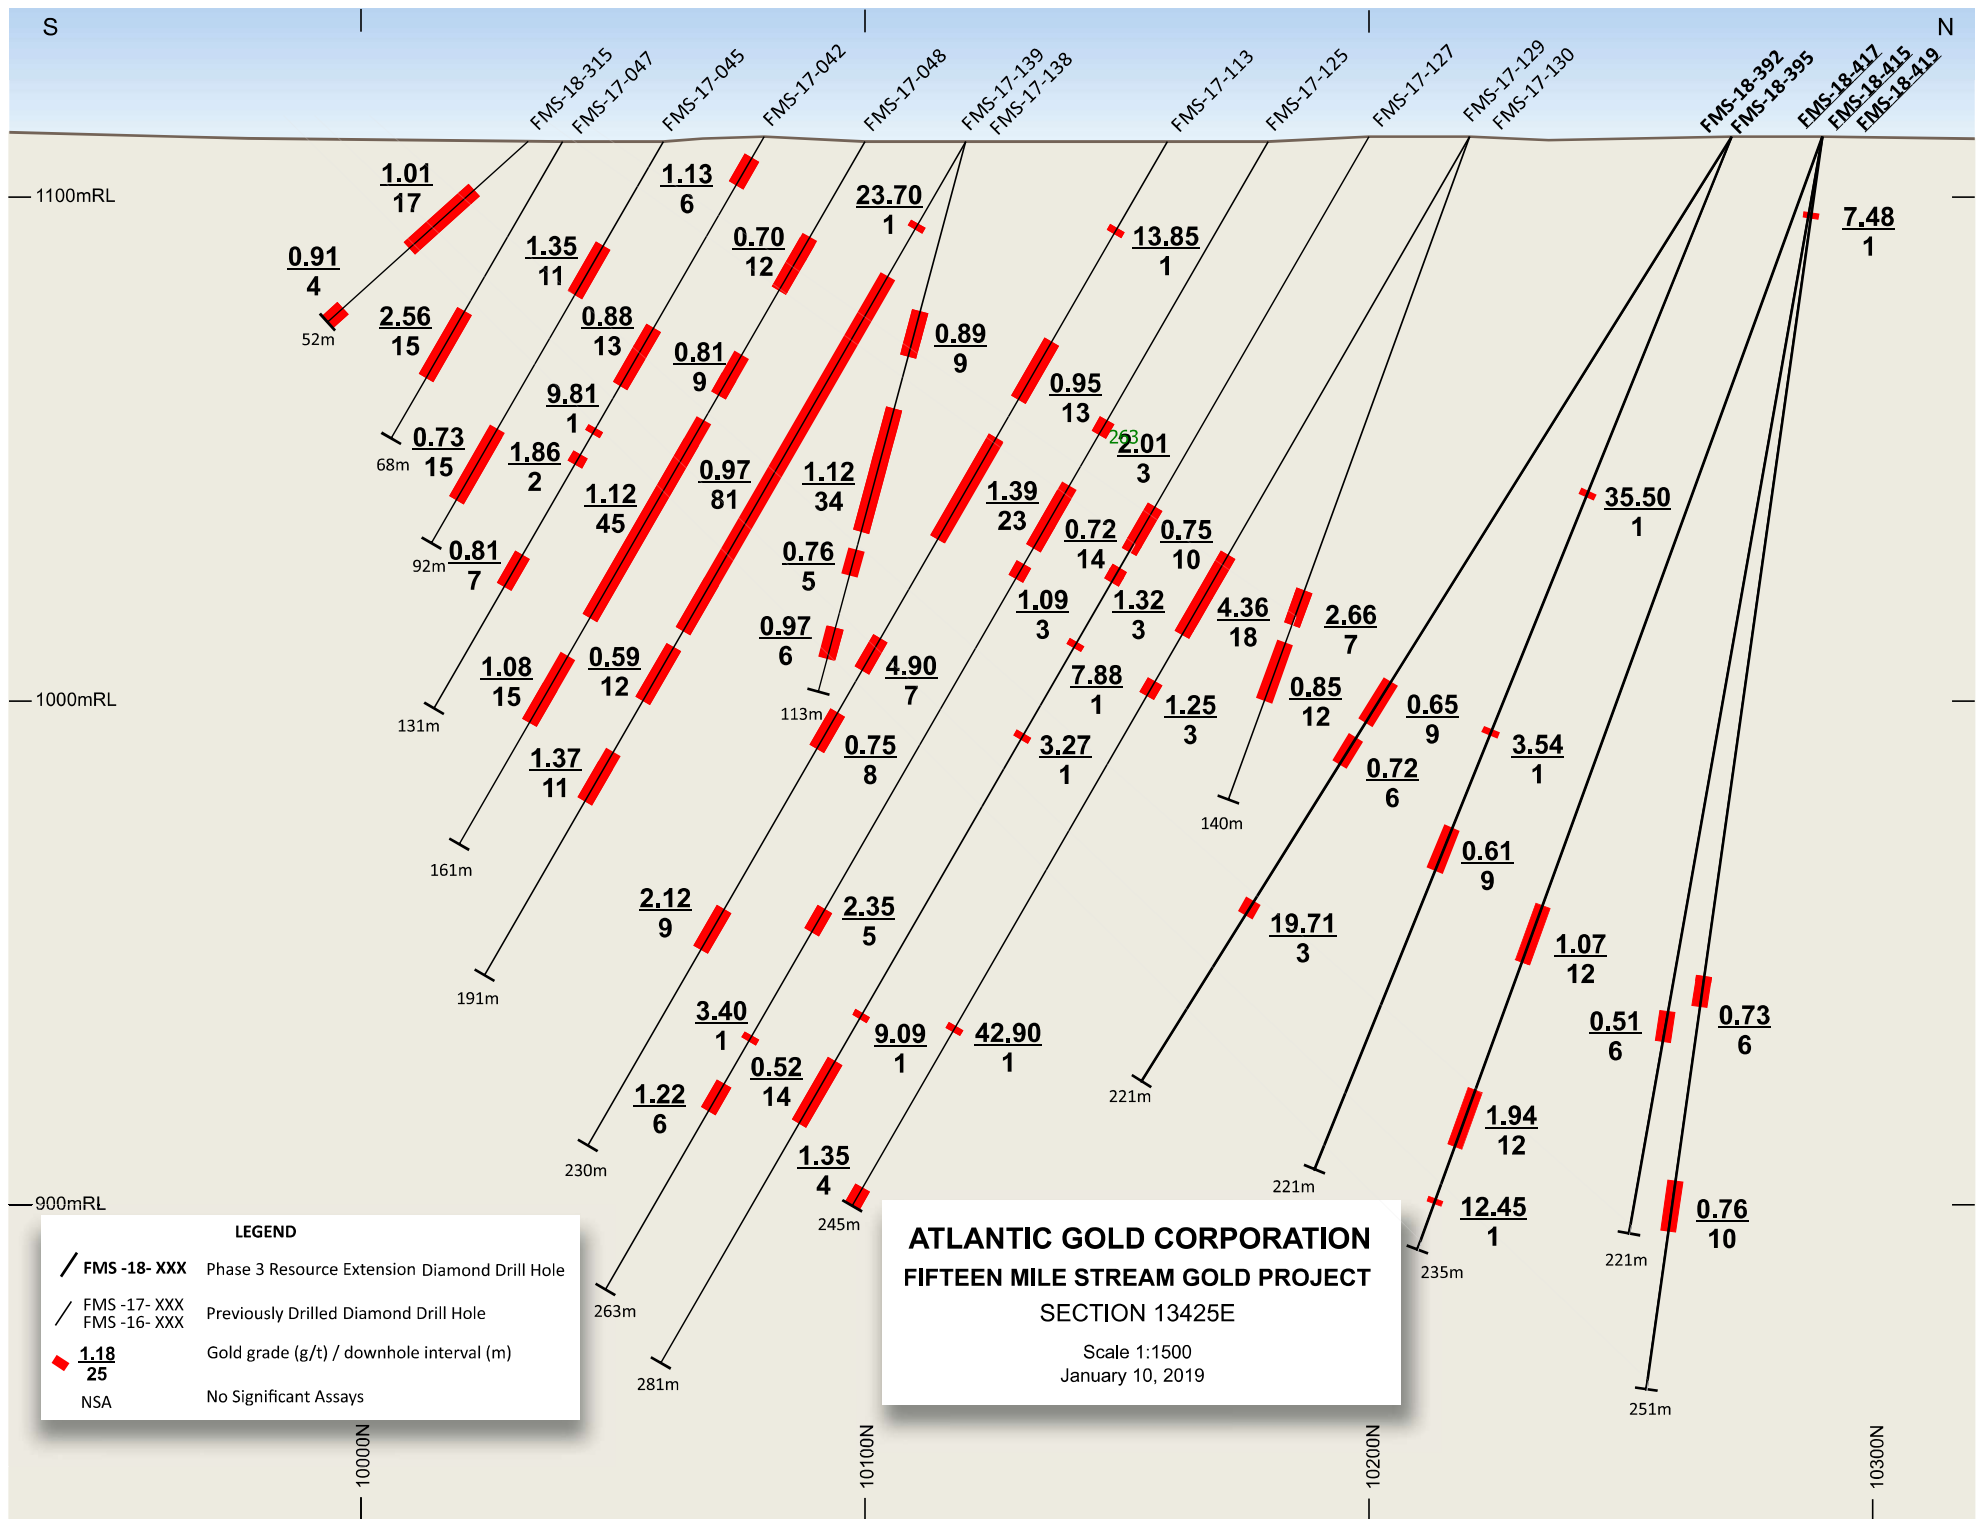 S
N
FMS-18-315
FMS-17-047
FMS-17-045
FMS-17-042
FMS-17-048
FMS-17-139
FMS-17-138
FMS-17-113
FMS-17-125
FMS-17-127
FMS-17-129
FMS-17-130
FMS-18-392
FMS-18-395
FMS-18-417
FMS-18-415
FMS-18-419
1100mRL
1000mRL
900mRL
1.01
17
0.91
4
52m
2.56
15
68m
1.35
11
0.73
15
92m
1.13
6
0.88
13
9.81
1
1.86
2
0.81
7
131m
0.70
12
0.81
9
1.12
45
1.08
15
161m
23.70
1
0.97
81
0.59
12
1.37
11
191m
0.89
9
1.12
34
0.76
5
0.97
6
113m
13.85
1
0.95
13
1.39
23
4.90
7
0.75
8
2.12
9
230m
263
2.01
3
0.72
14
1.09
3
2.35
5
3.40
1
1.22
6
263m
0.75
10
1.32
3
7.88
1
3.27
1
9.09
1
0.52
14
281m
4.36
18
1.25
3
42.90
1
1.35
4
245m
2.66
7
0.85
12
140m
0.65
9
0.72
6
19.71
3
221m
35.50
1
3.54
1
0.61
9
221m
1.07
12
1.94
12
12.45
1
235m
7.48
1
0.51
6
221m
0.73
6
0.76
10
251m
LEGEND
FMS -18- XXX Phase 3 Resource Extension Diamond Drill Hole
FMS -17- XXX
FMS -16- XXX
Previously Drilled Diamond Drill Hole
1.18
25
Gold grade (g/t) / downhole interval (m)
NSA No Significant Assays
ATLANTIC GOLD CORPORATION
FIFTEEN MILE STREAM GOLD PROJECT
SECTION 13425E
Scale 1:1500
January 10, 2019
10000N
10100N
10200N
10300N